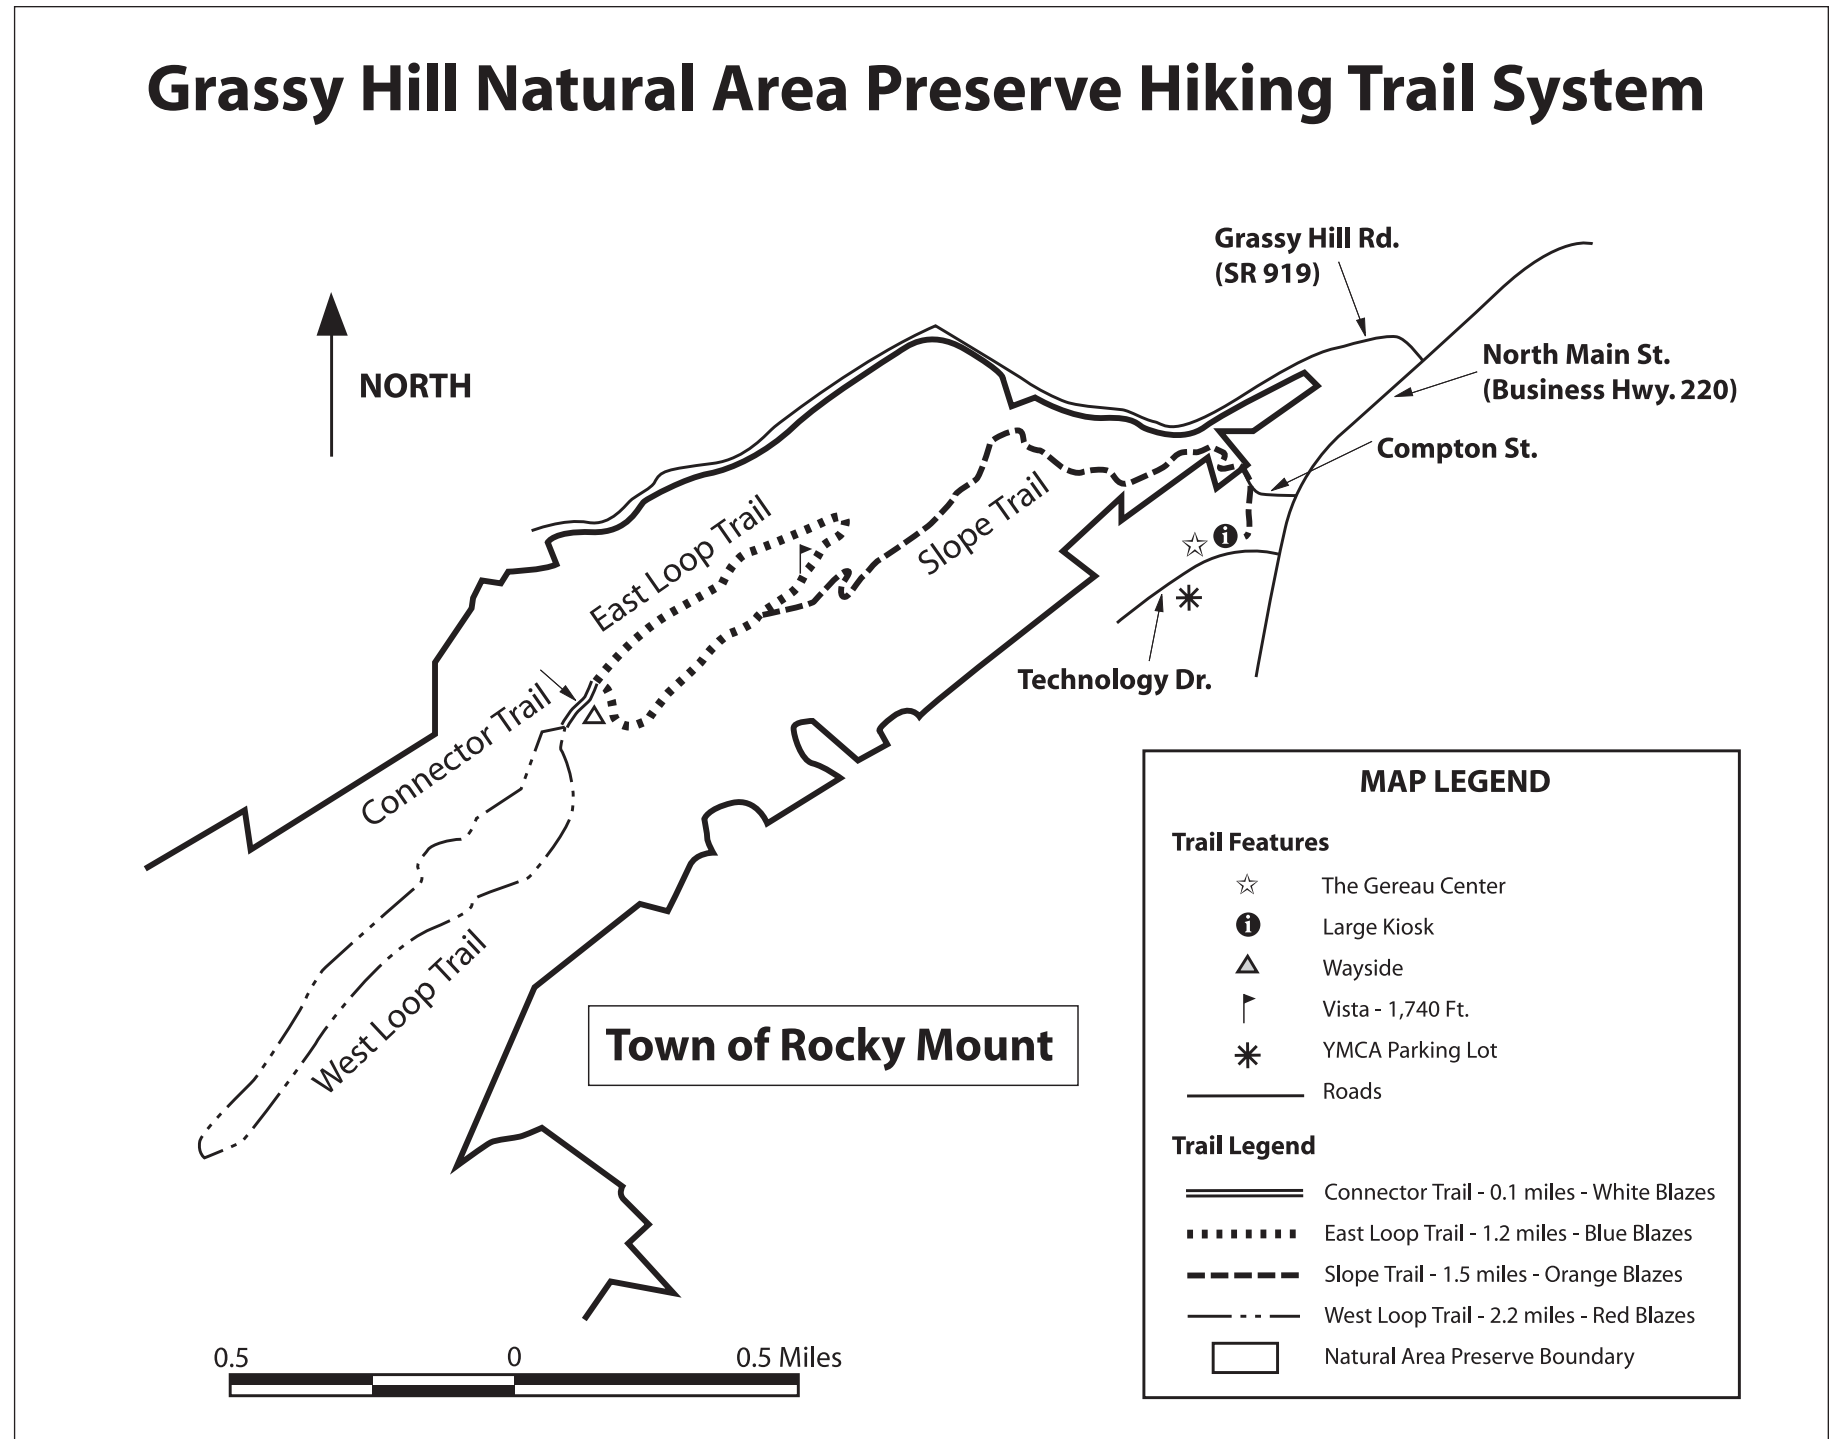 Grassy Hill Natural Area Preserve Hiking Trail System
Grassy Hill Rd.
(SR 919)
NORTH
North Main St.
(Business Hwy. 220)
Compton St.
East Loop Trail
Slope Trail
Technology Dr.
Connector Trail
West Loop Trail
Town of Rocky Mount
MAP LEGEND
Trail Features
The Gereau Center
i
Large Kiosk
Wayside
Vista - 1,740 Ft.
YMCA Parking Lot
Roads
Trail Legend
Connector Trail - 0.1 miles - White Blazes
East Loop Trail - 1.2 miles - Blue Blazes
Slope Trail - 1.5 miles - Orange Blazes
West Loop Trail - 2.2 miles - Red Blazes
Natural Area Preserve Boundary
0.5 0 0.5 Miles